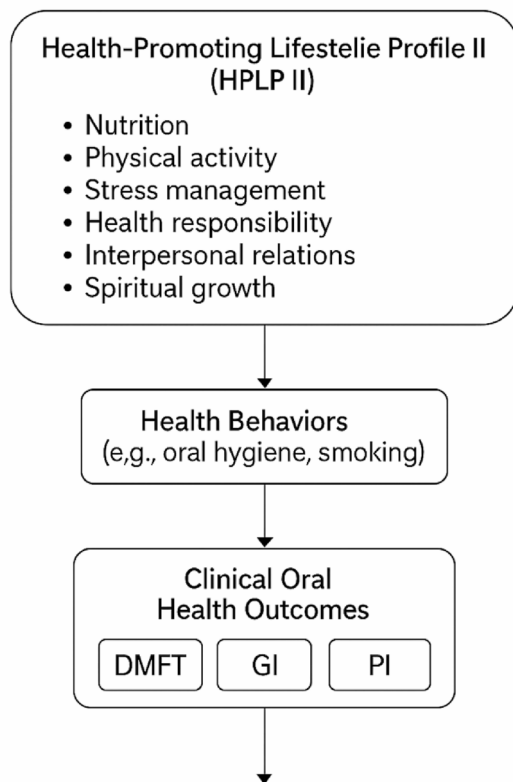 Health-Promoting Lifestelie Profile II
(HPLP II)
• Nutrition
• Physical activity
• Stress management
• Health responsibility
• Interpersonal relations
• Spiritual growth
Health Behaviors
(e,g., oral hygiene, smoking)
Clinical Oral
Health Outcomes
DMFT GI PI